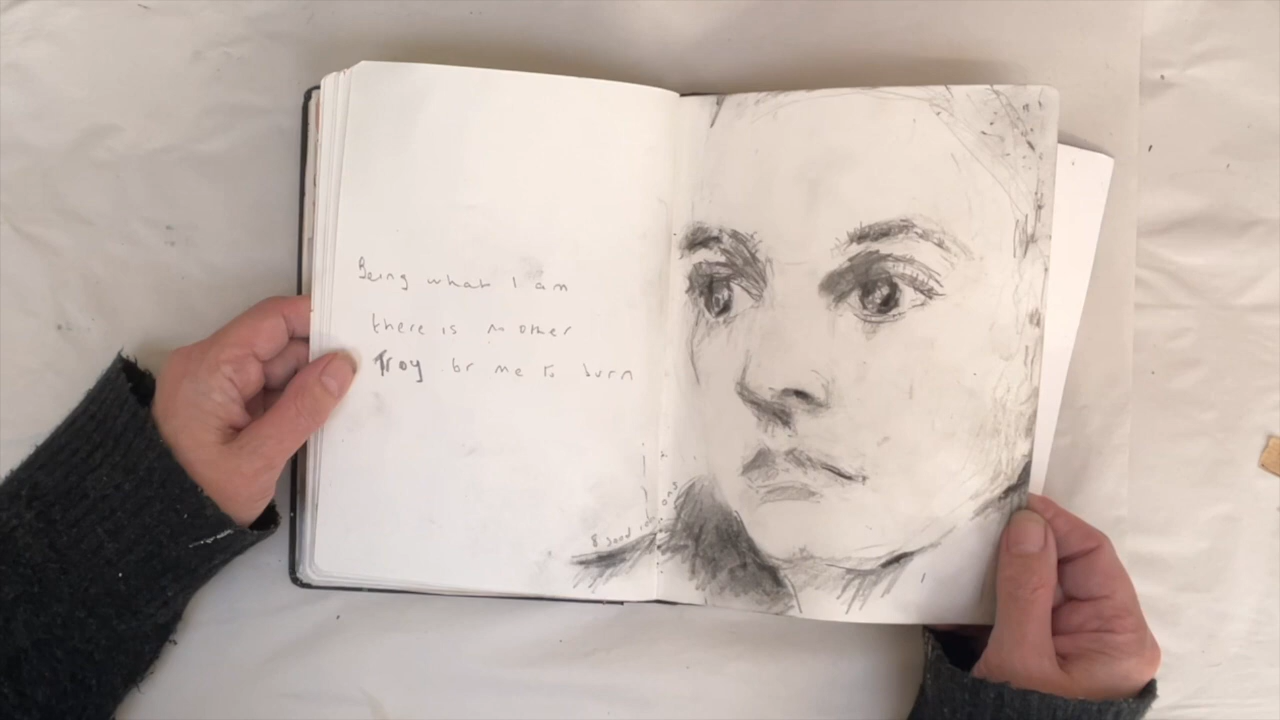 Being what I am
there is no other
Troy for me to burn